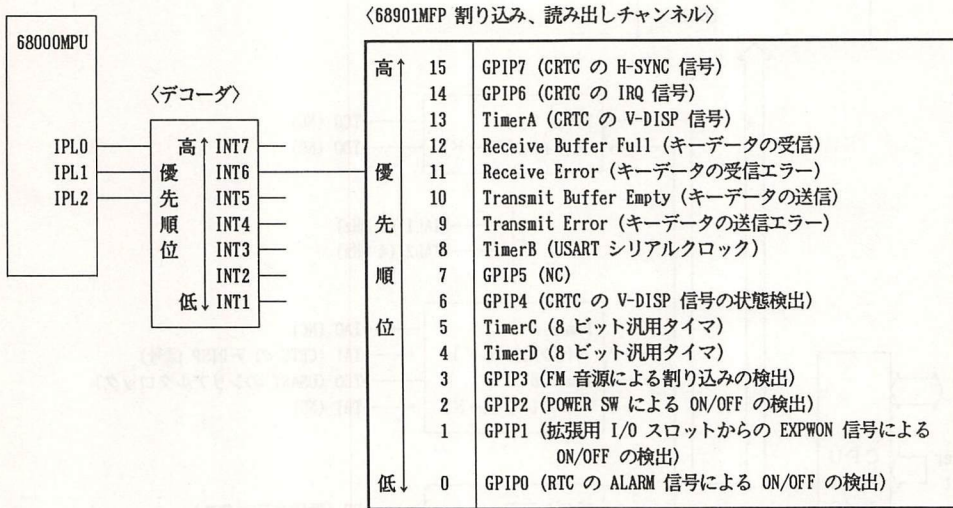 〈68901MFP 割り込み、読み出しチャンネル〉
68000MPU
IPL0
IPL1
IPL2
〈デコーダ〉
高↑ INT7
優 INT6
先 INT5
順 INT4
位 INT3
INT2
低↓ INT1
高↑ 15 GPIP7 (CRTC の H-SYNC 信号)
14 GPIP6 (CRTC の IRQ 信号)
13 TimerA (CRTC の V-DISP 信号)
12 Receive Buffer Full (キーデータの受信)
優 11 Receive Error (キーデータの受信エラー)
10 Transmit Buffer Empty (キーデータの送信)
先 9 Transmit Error (キーデータの送信エラー)
8 TimerB (USART シリアルクロック)
順 7 GPIP5 (NC)
6 GPIP4 (CRTC の V-DISP 信号の状態検出)
位 5 TimerC (8 ビット汎用タイマ)
4 TimerD (8 ビット汎用タイマ)
3 GPIP3 (FM 音源による割り込みの検出)
2 GPIP2 (POWER SW による ON/OFF の検出)
1 GPIP1 (拡張用 I/O スロットからの EXPWON 信号による
ON/OFF の検出)
低↓ 0 GPIP0 (RTC の ALARM 信号による ON/OFF の検出)